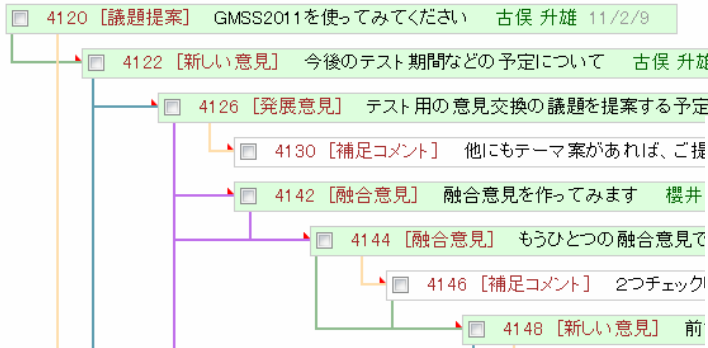 4120 [議題提案] GMSS2011を使ってみてください 古俣 升雄 11/2/9
4122 [新しい意見] 今後のテスト期間などの予定について 古俣 升雄
4126 [発展意見] テスト用の意見交換の議題を提案する予定
4130 [補足コメント] 他にもテーマ案があれば、ご提
4142 [融合意見] 融合意見を作ってみます 櫻井
4144 [融合意見] もうひとつの融合意見で
4146 [補足コメント] 2つチェック
4148 [新しい意見] 前